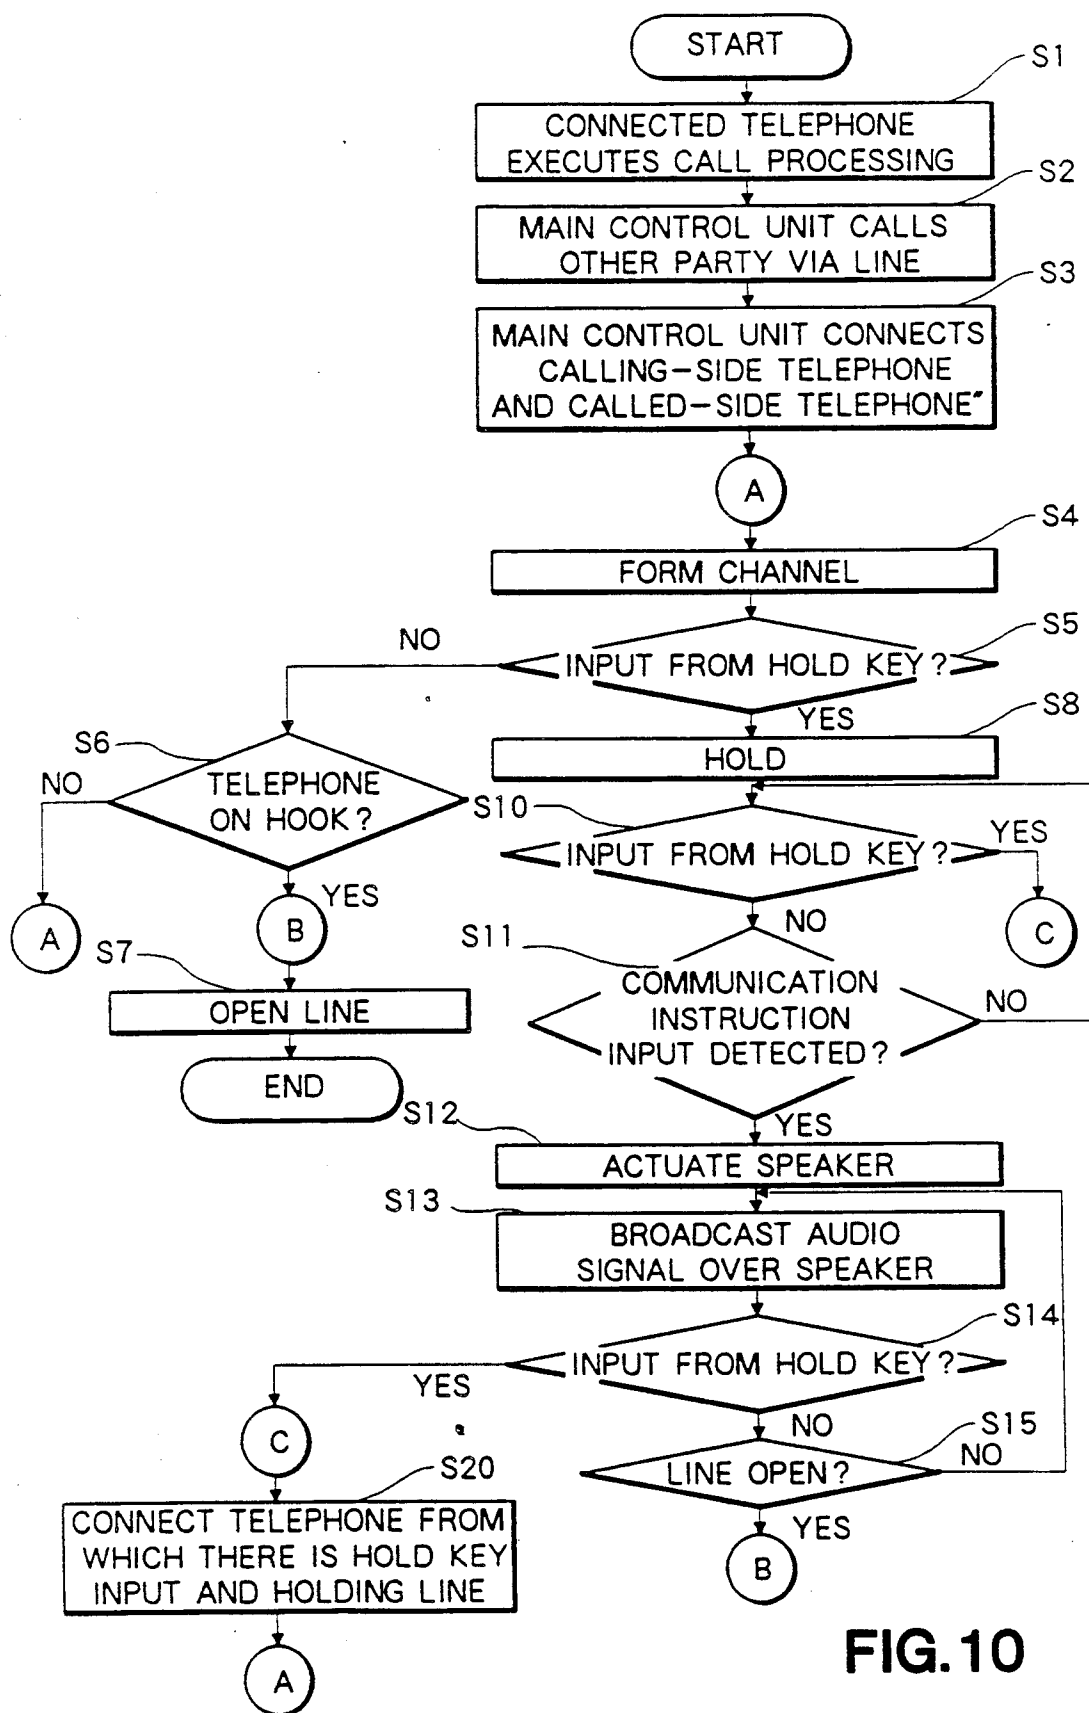 START
S1
CONNECTED TELEPHONE
EXECUTES CALL PROCESSING
S2
MAIN CONTROL UNIT CALLS
OTHER PARTY VIA LINE
S3
MAIN CONTROL UNIT CONNECTS
CALLING-SIDE TELEPHONE
AND CALLED-SIDE TELEPHONE"
A
S4
FORM CHANNEL
S5
NO
INPUT FROM HOLD KEY?
YES
S8
HOLD
S6
NO
TELEPHONE
ON HOOK?
YES
A
B
S7
OPEN LINE
END
S10
YES
INPUT FROM HOLD KEY?
NO
C
S11
COMMUNICATION
INSTRUCTION
INPUT DETECTED?
NO
YES
S12
ACTUATE SPEAKER
S13
BROADCAST AUDIO
SIGNAL OVER SPEAKER
S14
INPUT FROM HOLD KEY?
YES
NO
C
S15
LINE OPEN?
NO
YES
B
S20
CONNECT TELEPHONE FROM
WHICH THERE IS HOLD KEY
INPUT AND HOLDING LINE
A
FIG.10